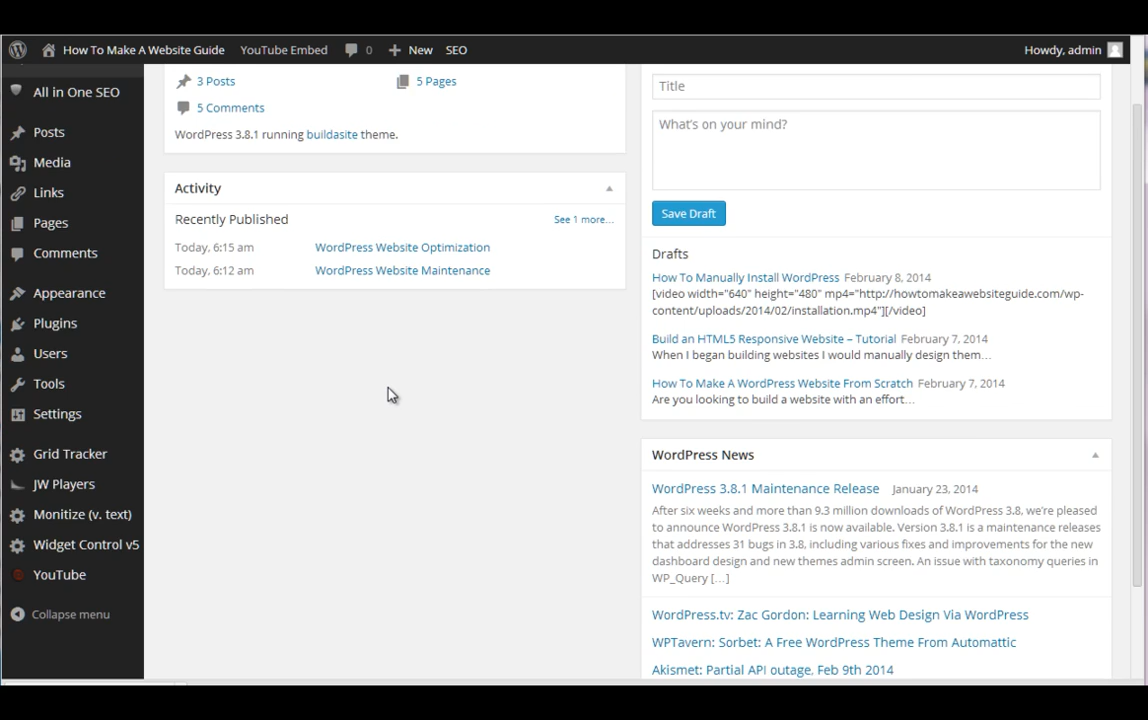 How To Make A Website Guide YouTube Embed 0 New SEO Howdy, admin
All in One SEO
Posts
Media
Links
Pages
Comments
Appearance
Plugins
Users
Tools
Settings
Grid Tracker
JW Players
Monitize (v. text)
Widget Control v5
YouTube
Collapse menu
3 Posts 5 Pages
5 Comments
WordPress 3.8.1 running buildasite theme.
Activity
Recently Published See 1 more...
Today, 6:15 am WordPress Website Optimization
Today, 6:12 am WordPress Website Maintenance
Title
What's on your mind?
Save Draft
Drafts
How To Manually Install WordPress February 8, 2014
[video width="640" height="480" mp4="http://howtomakeawebsiteguide.com/wp-
content/uploads/2014/02/installation.mp4"][/video]
Build an HTML5 Responsive Website – Tutorial February 7, 2014
When I began building websites I would manually design them…
How To Make A WordPress Website From Scratch February 7, 2014
Are you looking to build a website with an effort…
WordPress News
WordPress 3.8.1 Maintenance Release January 23, 2014
After six weeks and more than 9.3 million downloads of WordPress 3.8, we're pleased
to announce WordPress 3.8.1 is now available. Version 3.8.1 is a maintenance releases
that addresses 31 bugs in 3.8, including various fixes and improvements for the new
dashboard design and new themes admin screen. An issue with taxonomy queries in
WP_Query […]
WordPress.tv: Zac Gordon: Learning Web Design Via WordPress
WPTavern: Sorbet: A Free WordPress Theme From Automattic
Akismet: Partial API outage, Feb 9th 2014